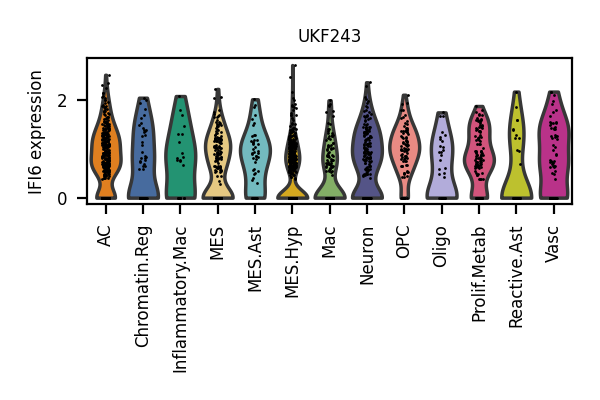 UKF243
IFI6 expression
2
0
AC
Chromatin.Reg
Inflammatory.Mac
MES
MES.Ast
MES.Hyp
Mac
Neuron
OPC
Oligo
Prolif.Metab
Reactive.Ast
Vasc